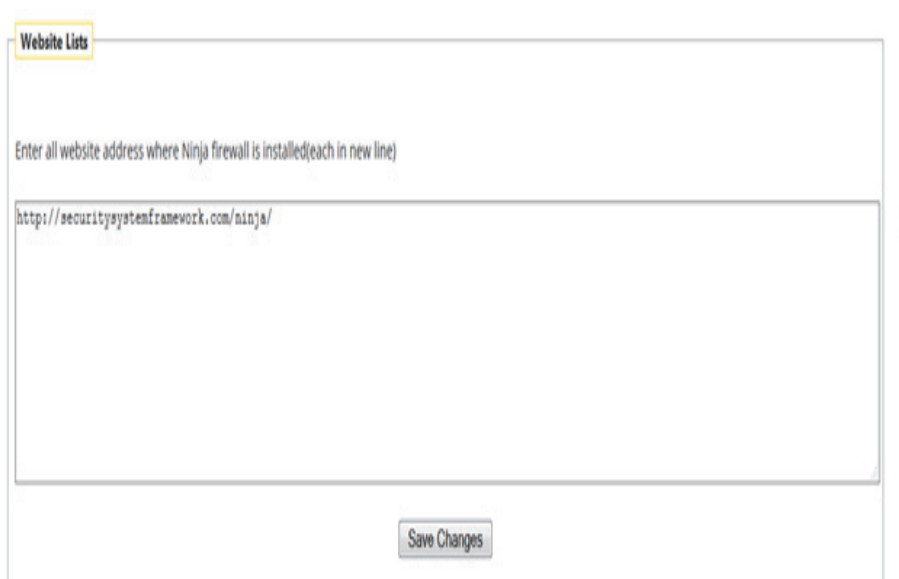 Website Lists
Enter all website address where Ninja firewall is installed(each in new line)
http://securitysystemframework.com/ninja/
Save Changes